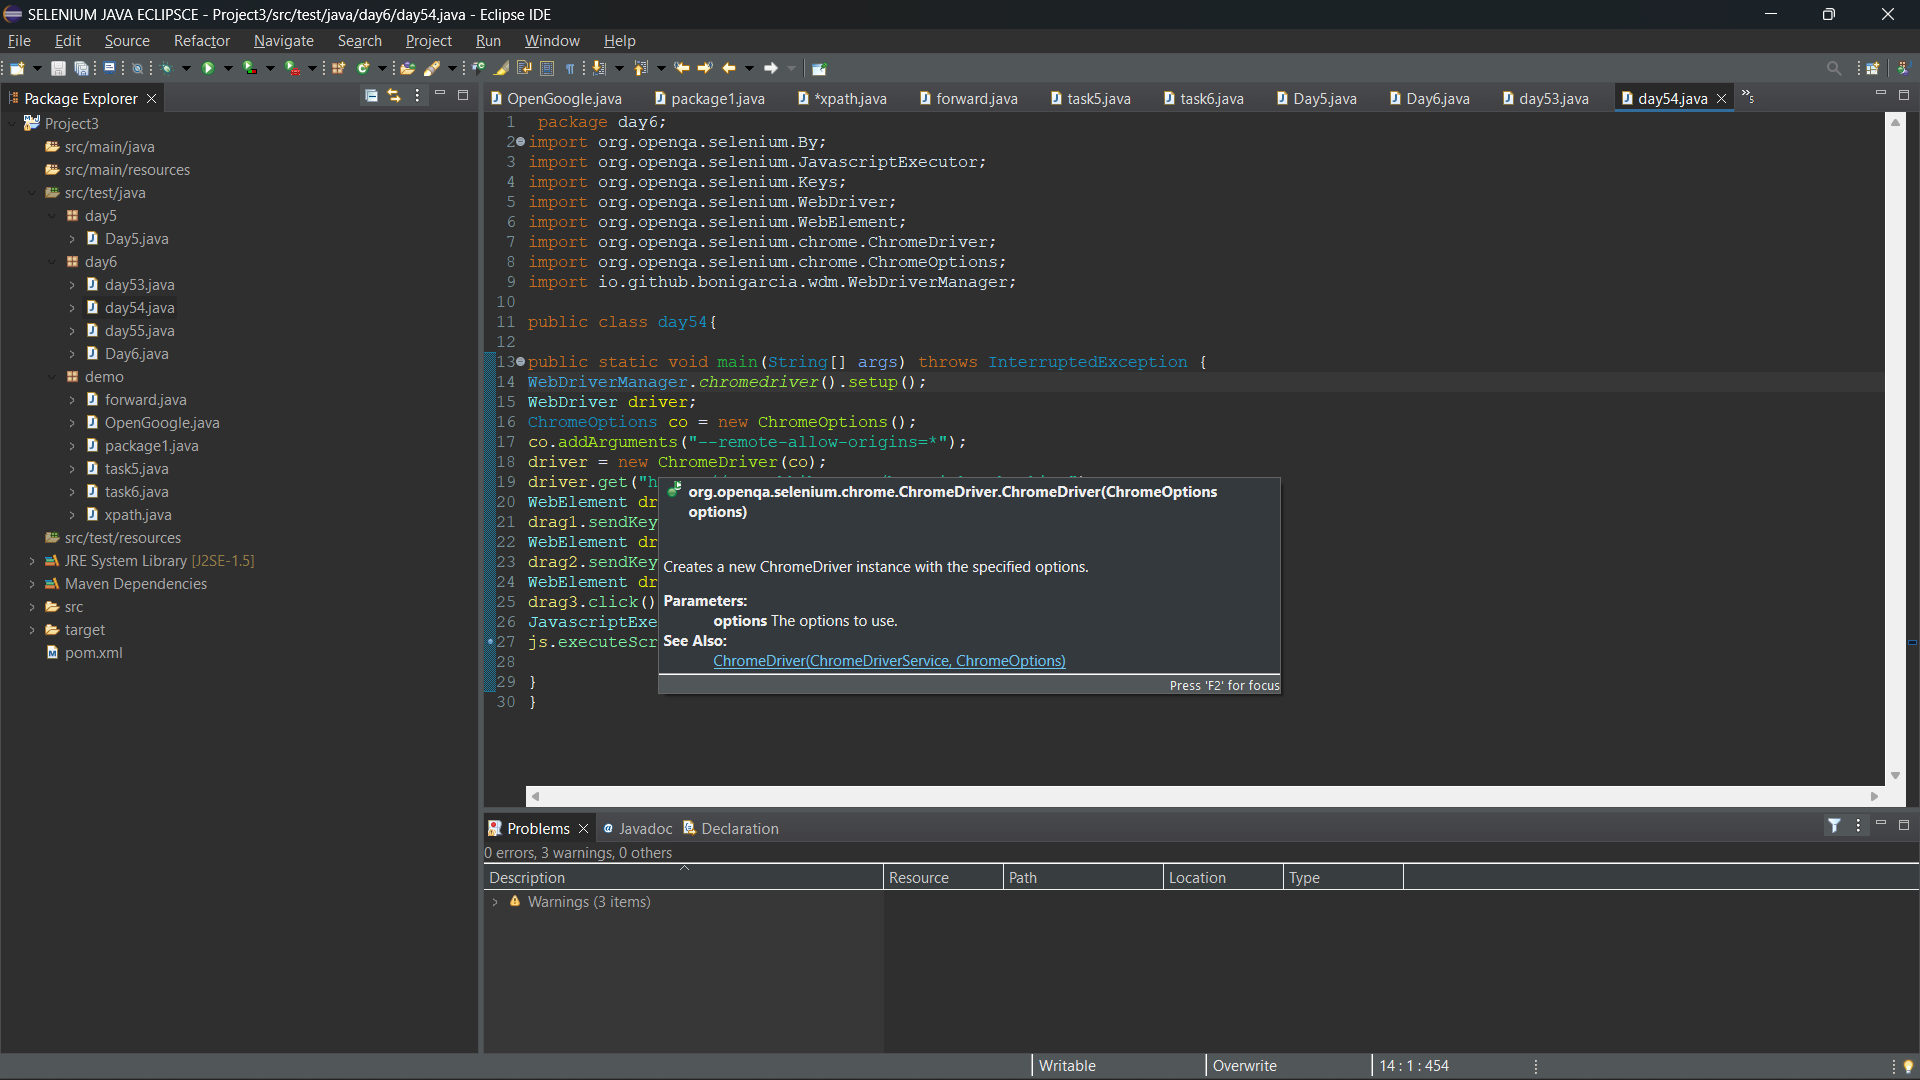 SELENIUM JAVA ECLIPSCE - Project3/src/test/java/day6/day54.java - Eclipse IDE
File Edit Source Refactor Navigate Search Project Run Window Help
Package Explorer
Project3
src/main/java
src/main/resources
src/test/java
day5
Day5.java
day6
day53.java
day54.java
day55.java
Day6.java
demo
forward.java
OpenGoogle.java
package1.java
task5.java
task6.java
xpath.java
src/test/resources
JRE System Library [J2SE-1.5]
Maven Dependencies
src
target
pom.xml
OpenGoogle.java package1.java *xpath.java forward.java task5.java task6.java Day5.java Day6.java day53.java day54.java »5
1 package day6;
2 import org.openqa.selenium.By;
3 import org.openqa.selenium.JavascriptExecutor;
4 import org.openqa.selenium.Keys;
5 import org.openqa.selenium.WebDriver;
6 import org.openqa.selenium.WebElement;
7 import org.openqa.selenium.chrome.ChromeDriver;
8 import org.openqa.selenium.chrome.ChromeOptions;
9 import io.github.bonigarcia.wdm.WebDriverManager;
10
11 public class day54{
12
13 public static void main(String[] args) throws InterruptedException {
14 WebDriverManager.chromedriver().setup();
15 WebDriver driver;
16 ChromeOptions co = new ChromeOptions();
17 co.addArguments("--remote-allow-origins=*");
18 driver = new ChromeDriver(co);
19 driver.get("h
20 WebElement dr
21 drag1.sendKey
22 WebElement dr
23 drag2.sendKey
24 WebElement dr
25 drag3.click()
26 JavascriptExe
27 js.executeScr
28
29 }
30 }
org.openqa.selenium.chrome.ChromeDriver.ChromeDriver(ChromeOptions
options)
Creates a new ChromeDriver instance with the specified options.
Parameters:
options The options to use.
See Also:
ChromeDriver(ChromeDriverService, ChromeOptions)
Press 'F2' for focus
Problems Javadoc Declaration
0 errors, 3 warnings, 0 others
Description Resource Path Location Type
Warnings (3 items)
Writable Overwrite 14 : 1 : 454